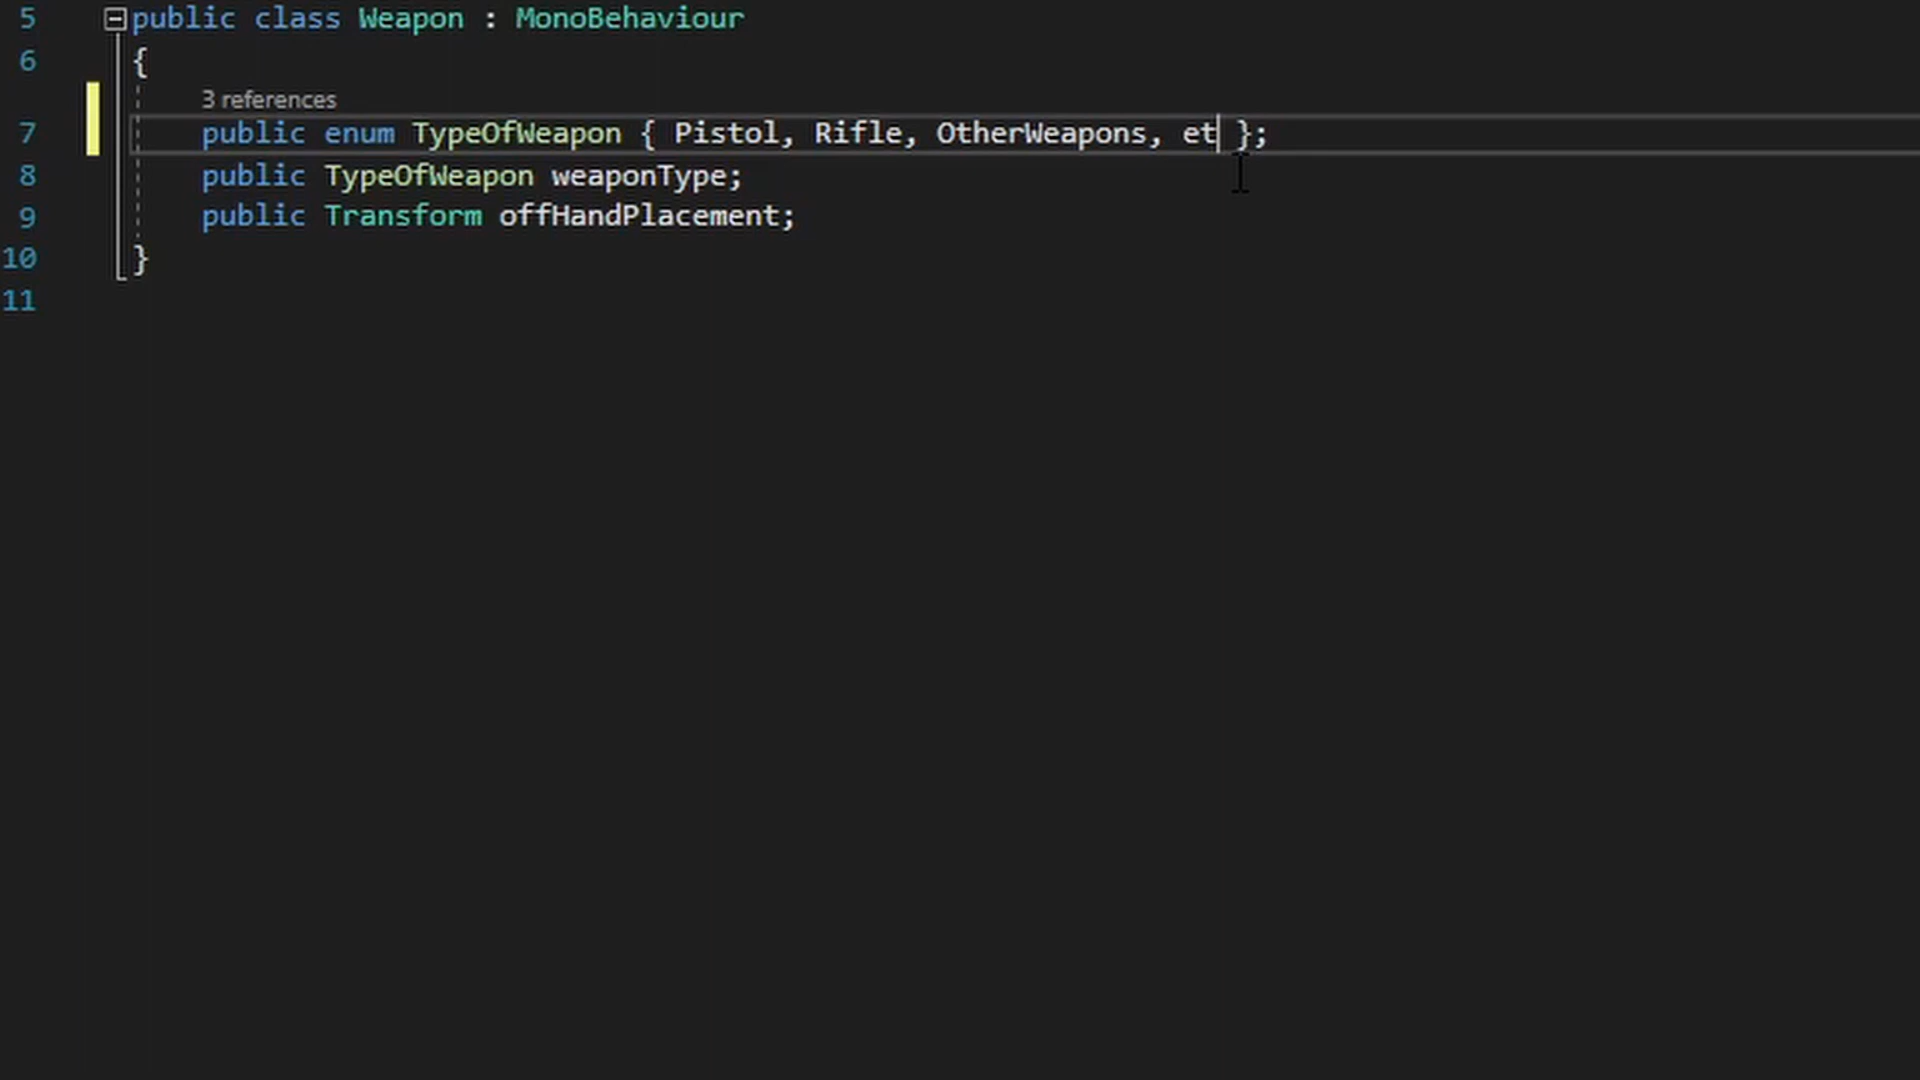 5 public class Weapon : MonoBehaviour
6 {
3 references
7 public enum TypeOfWeapon { Pistol, Rifle, OtherWeapons, et };
8 public TypeOfWeapon weaponType;
9 public Transform offHandPlacement;
10 }
11